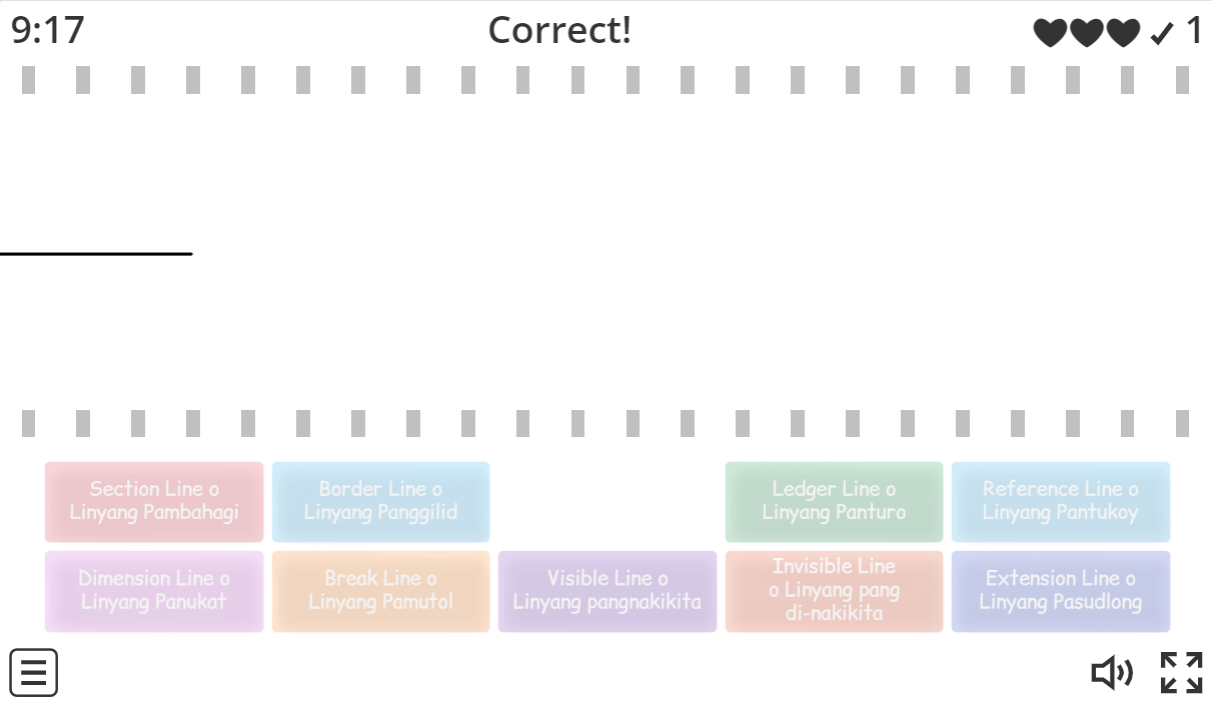 9:17
Correct!
1
Section Line o
Linyang Pambahagi
Border Line o
Linyang Panggilid
Ledger Line o
Linyang Panturo
Reference Line o
Linyang Pantukoy
Dimension Line o
Linyang Panukat
Break Line o
Linyang Pamutol
Visible Line o
Linyang pangnakikita
Invisible Line
o Linyang pang
di-nakikita
Extension Line o
Linyang Pasudlong